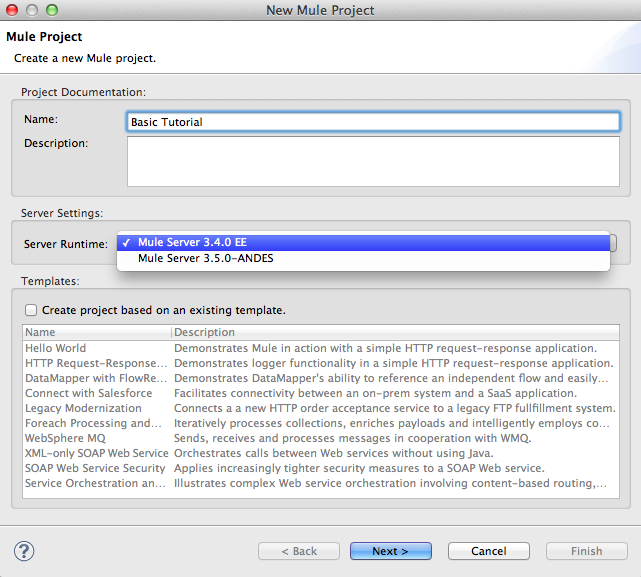 New Mule Project
Mule Project
Create a new Mule project.
Project Documentation:
Name: Basic Tutorial
Description:
Server Settings:
Server Runtime: ✓ Mule Server 3.4.0 EE
Mule Server 3.5.0-ANDES
Templates:
Create project based on an existing template.
Name Description
Hello World Demonstrates Mule in action with a simple HTTP request-response application.
HTTP Request-Response... Demonstrates logger functionality in a simple HTTP request-response application.
DataMapper with FlowRe... Demonstrates DataMapper's ability to reference an independent flow and easily...
Connect with Salesforce Facilitates connectivity between an on-prem system and a SaaS application.
Legacy Modernization Connects a a new HTTP order acceptance service to a legacy FTP fullfillment system.
Foreach Processing and... Iteratively processes collections, enriches payloads and intelligently employs co...
WebSphere MQ Sends, receives and processes messages in cooperation with WMQ.
XML-only SOAP Web Service Orchestrates calls between Web services without using Java.
SOAP Web Service Security Applies increasingly tighter security measures to a SOAP Web service.
Service Orchestration an... Illustrates complex Web service orchestration involving content-based routing,...
? < Back Next > Cancel Finish